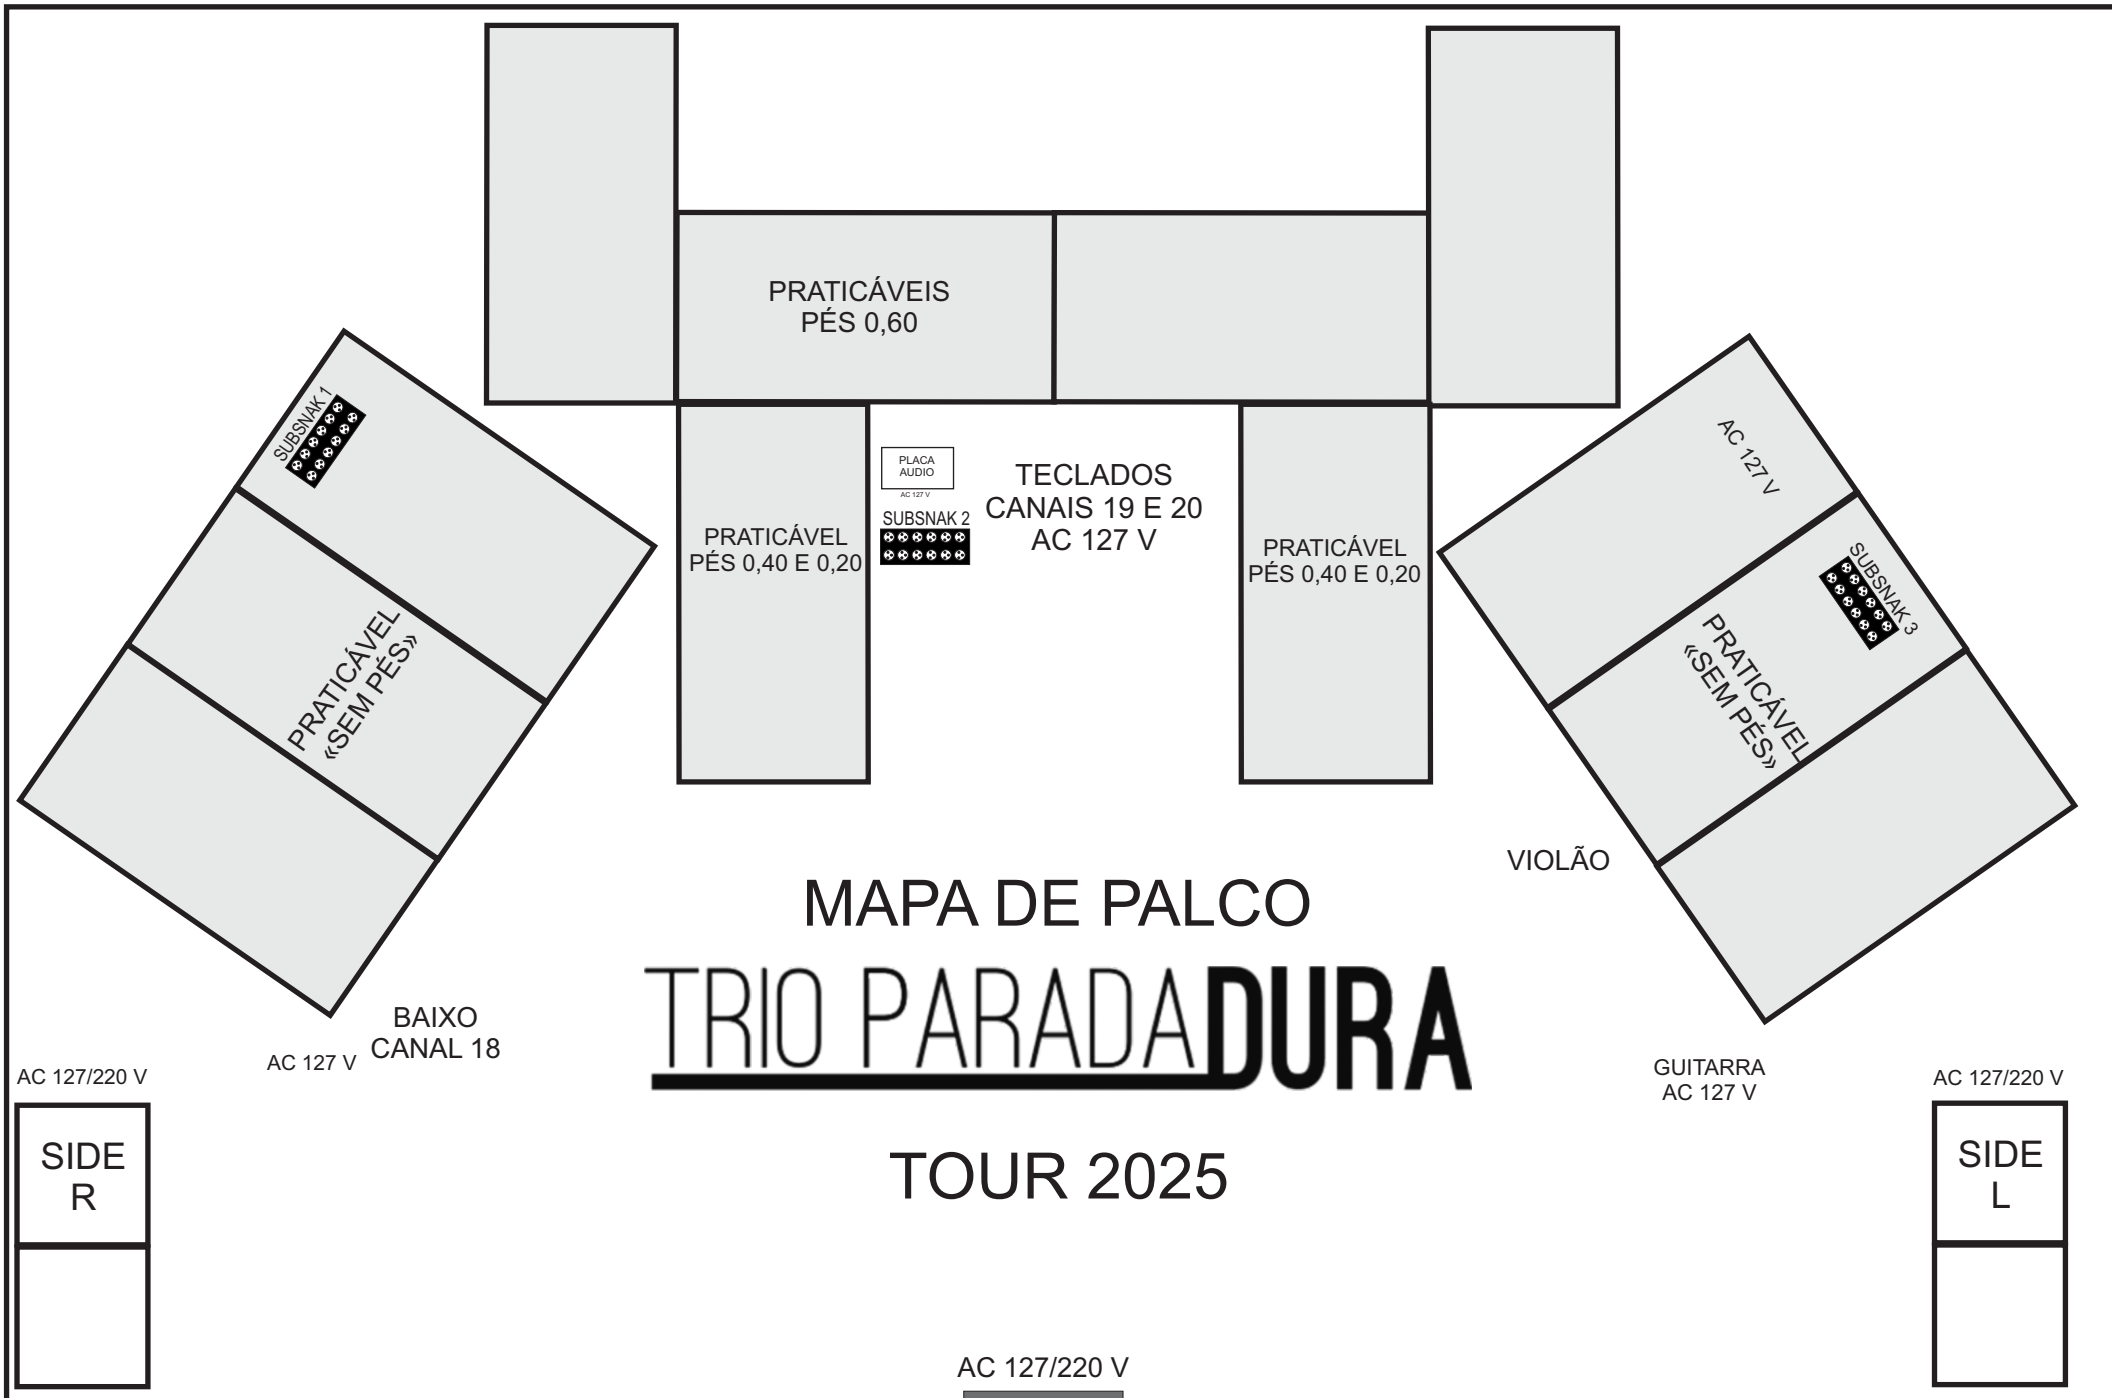 PRATICÁVEIS
PÉS 0,60
SUBSNAK 1
PLACA
AUDIO
AC 127 V
SUBSNAK 2
TECLADOS
CANAIS 19 E 20
AC 127 V
PRATICÁVEL
PÉS 0,40 E 0,20
PRATICÁVEL
PÉS 0,40 E 0,20
AC 127 V
SUBSNAK 3
PRATICÁVEL
«SEM PÉS»
PRATICÁVEL
«SEM PÉS»
VIOLÃO
MAPA DE PALCO
TRIO PARADADURA
BAIXO
CANAL 18
AC 127 V
GUITARRA
AC 127 V
AC 127/220 V
AC 127/220 V
SIDE
R
SIDE
L
TOUR 2025
AC 127/220 V